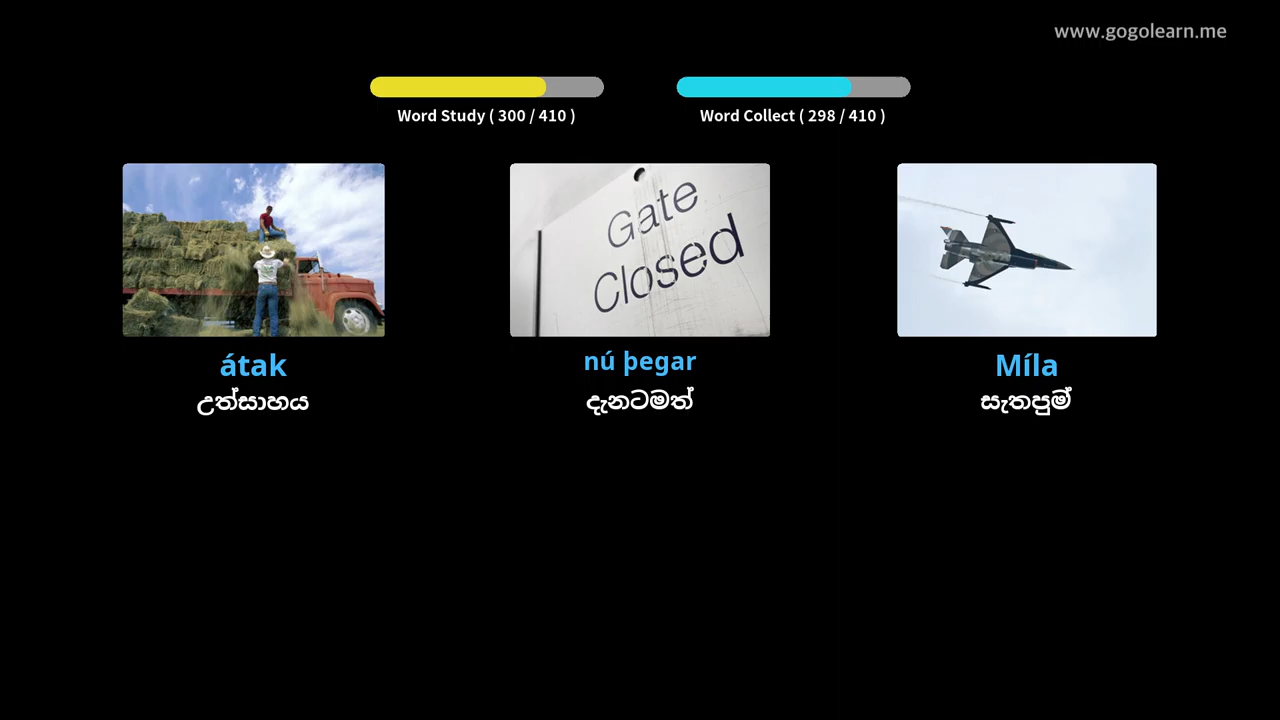 www.gogolearn.me
Word Study ( 300 / 410 )
Word Collect ( 298 / 410 )
Gate
Closed
átak
nú þegar
Míla
උත්සාහය
දැනටමත්
සැතපුම්